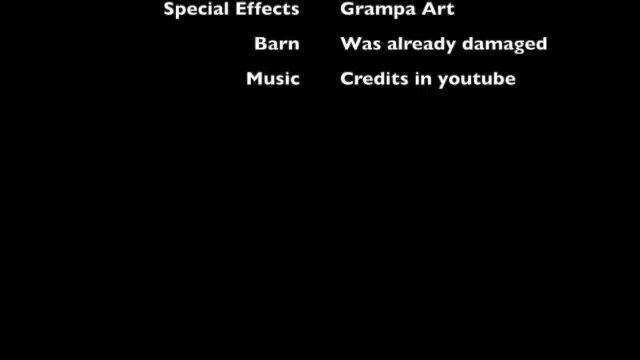 Special Effects Grampa Art
Barn Was already damaged
Music Credits in youtube